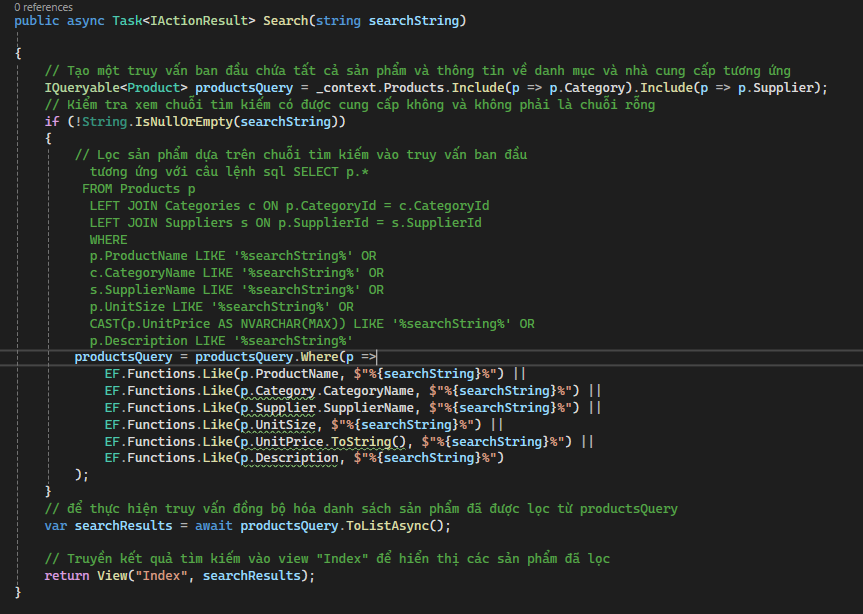 0 references
public async Task<IActionResult> Search(string searchString)
{
// Tạo một truy vấn ban đầu chứa tất cả sản phẩm và thông tin về danh mục và nhà cung cấp tương ứng
IQueryable<Product> productsQuery = _context.Products.Include(p => p.Category).Include(p => p.Supplier);
// Kiểm tra xem chuỗi tìm kiếm có được cung cấp không và không phải là chuỗi rỗng
if (!String.IsNullOrEmpty(searchString))
{
// Lọc sản phẩm dựa trên chuỗi tìm kiếm vào truy vấn ban đầu
tương ứng với câu lệnh sql SELECT p.*
FROM Products p
LEFT JOIN Categories c ON p.CategoryId = c.CategoryId
LEFT JOIN Suppliers s ON p.SupplierId = s.SupplierId
WHERE
p.ProductName LIKE '%searchString%' OR
c.CategoryName LIKE '%searchString%' OR
s.SupplierName LIKE '%searchString%' OR
p.UnitSize LIKE '%searchString%' OR
CAST(p.UnitPrice AS NVARCHAR(MAX)) LIKE '%searchString%' OR
p.Description LIKE '%searchString%'
productsQuery = productsQuery.Where(p =>
EF.Functions.Like(p.ProductName, $"%{searchString}%") ||
EF.Functions.Like(p.Category.CategoryName, $"%{searchString}%") ||
EF.Functions.Like(p.Supplier.SupplierName, $"%{searchString}%") ||
EF.Functions.Like(p.UnitSize, $"%{searchString}%") ||
EF.Functions.Like(p.UnitPrice.ToString(), $"%{searchString}%") ||
EF.Functions.Like(p.Description, $"%{searchString}%")
);
}
// để thực hiện truy vấn đồng bộ hóa danh sách sản phẩm đã được lọc từ productsQuery
var searchResults = await productsQuery.ToListAsync();
// Truyền kết quả tìm kiếm vào view "Index" để hiển thị các sản phẩm đã lọc
return View("Index", searchResults);
}